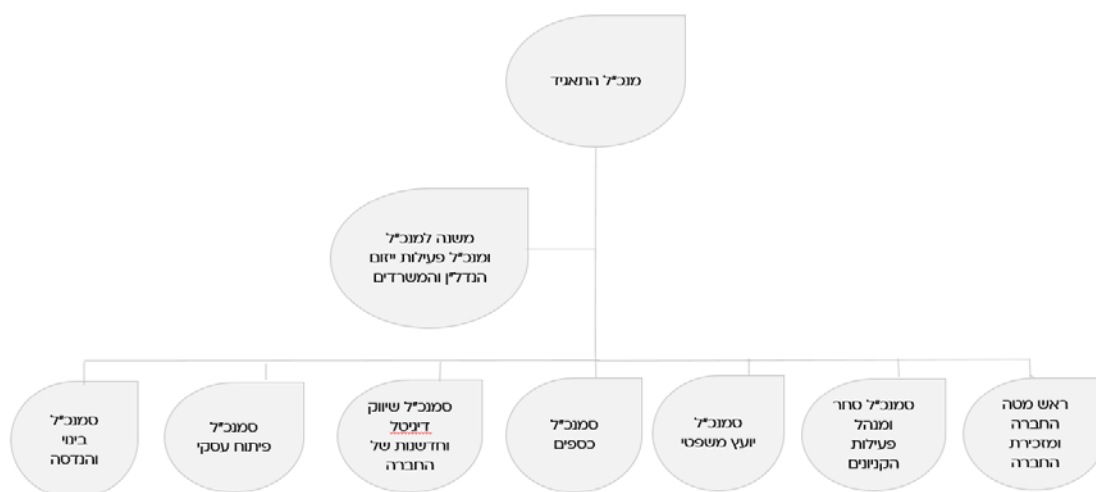 מנכ"ל התאגיד
משנה למנכ"ל
ומנכ"ל פעילות ייזום
הנדל"ן והמשרדים
ראש מטה
החברה
ומזכירת
החברה
סמנכ"ל סחר
ומנהל
פעילות
הקניונים
סמנכ"ל
יועץ משפטי
סמנכ"ל
כספים
סמנכ"ל שיווק
דיגיטל
וחדשנות של
החברה
סמנכ"ל
פיתוח עסקי
סמנכ"ל
בינוי
והנדסה